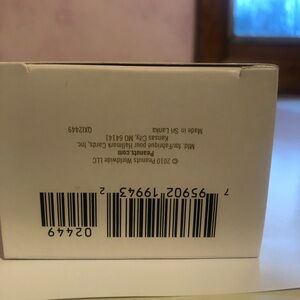 02449
7 95902 19943 2
© 2010 Peanuts Worldwide LLC
Peanuts.com
Mfd. for/Fabriqué pour Hallmark Cards, Inc.
Kansas City, MO 64141
Made in Sri Lanka QXI2449